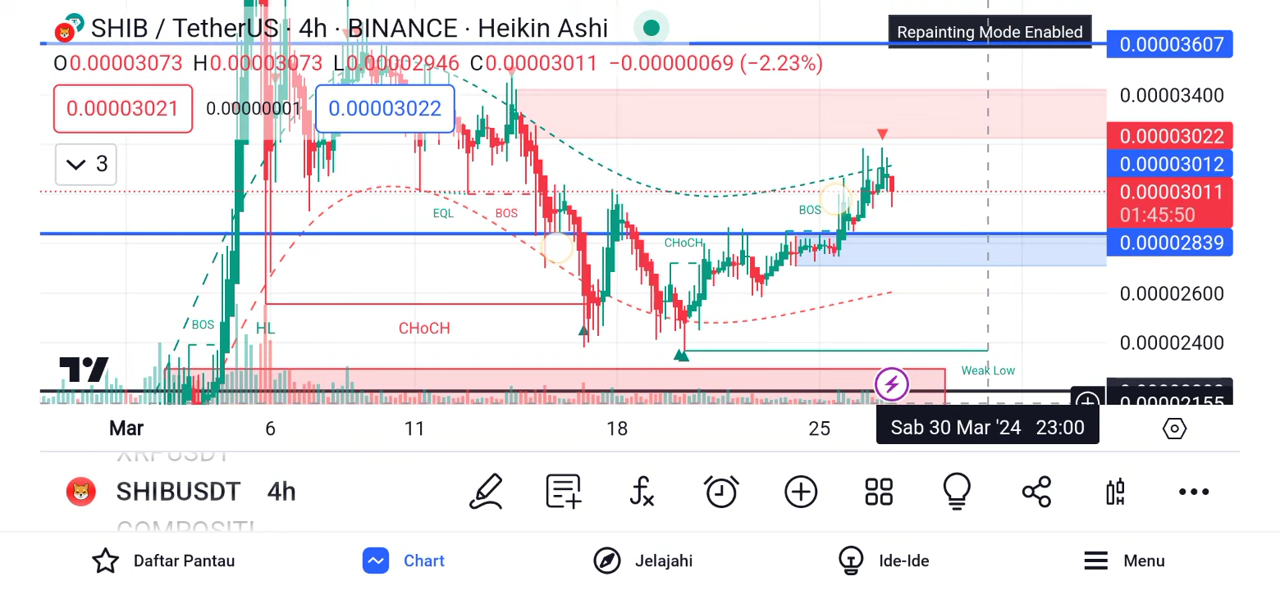 SHIB / TetherUS · 4h · BINANCE · Heikin Ashi
Repainting Mode Enabled
0.00003607
O0.00003073 H0.00003073 L0.00002946 C0.00003011 −0.00000069 (−2.23%)
0.00003021 0.00000001 0.00003022
0.00003400
0.00003022
3
0.00003012
0.00003011
01:45:50
EQL BOS BOS
CHoCH
0.00002839
0.00002600
BOS HL CHoCH
0.00002400
Weak Low
0.00002155
Mar 6 11 18 25 Sab 30 Mar '24 23:00
XRPUSDT
SHIBUSDT 4h
Daftar Pantau Chart Jelajahi Ide-Ide Menu